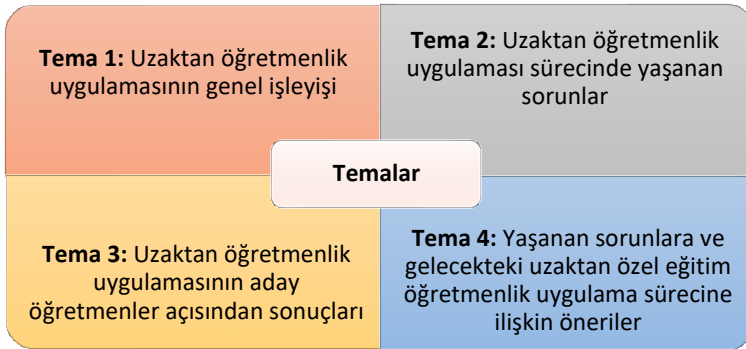 Tema 1: Uzaktan öğretmenlik
uygulamasının genel işleyişi
Tema 2: Uzaktan öğretmenlik
uygulaması sürecinde yaşanan
sorunlar
Temalar
Tema 3: Uzaktan öğretmenlik
uygulamasının aday
öğretmenler açısından sonuçları
Tema 4: Yaşanan sorunlara ve
gelecekteki uzaktan özel eğitim
öğretmenlik uygulama sürecine
ilişkin öneriler